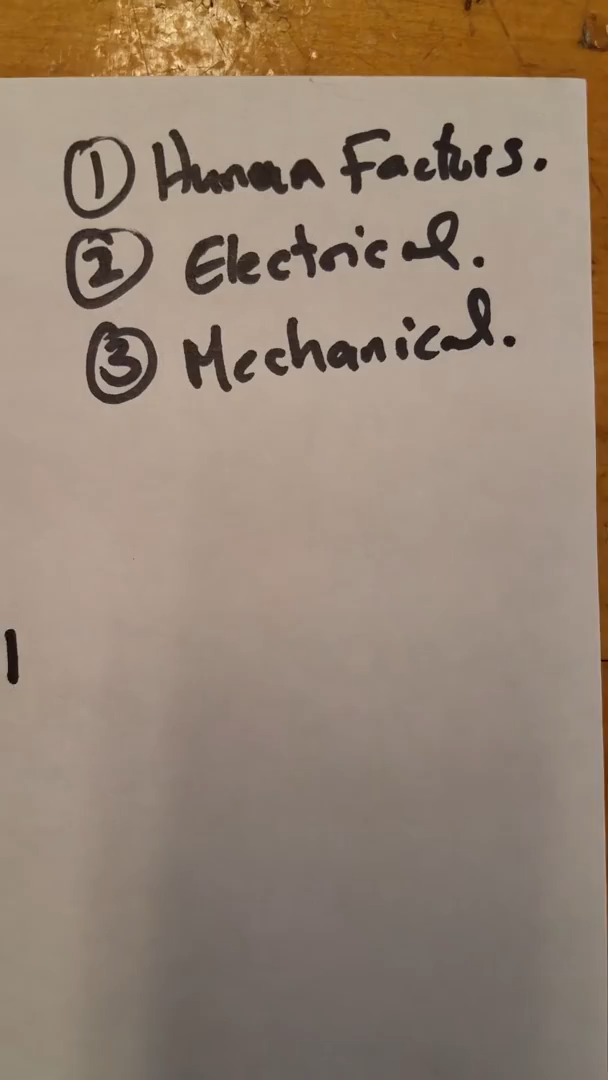 ① Human Factors.
② Electrical.
③ Mechanical.